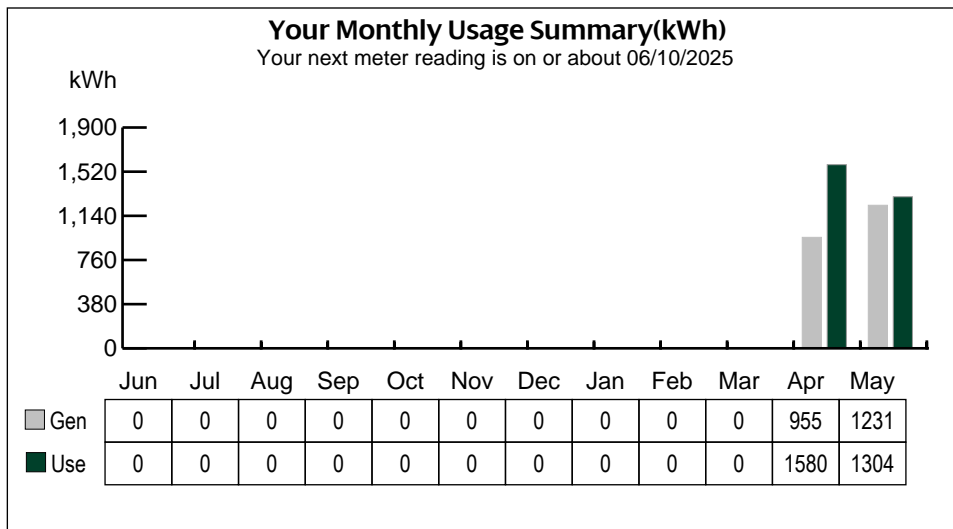 Your Monthly Usage Summary(kWh)
Your next meter reading is on or about 06/10/2025
kWh
1,900
1,520
1,140
760
380
0
Jun Jul Aug Sep Oct Nov Dec Jan Feb Mar Apr May
Gen 0 0 0 0 0 0 0 0 0 0 955 1231
Use 0 0 0 0 0 0 0 0 0 0 1580 1304